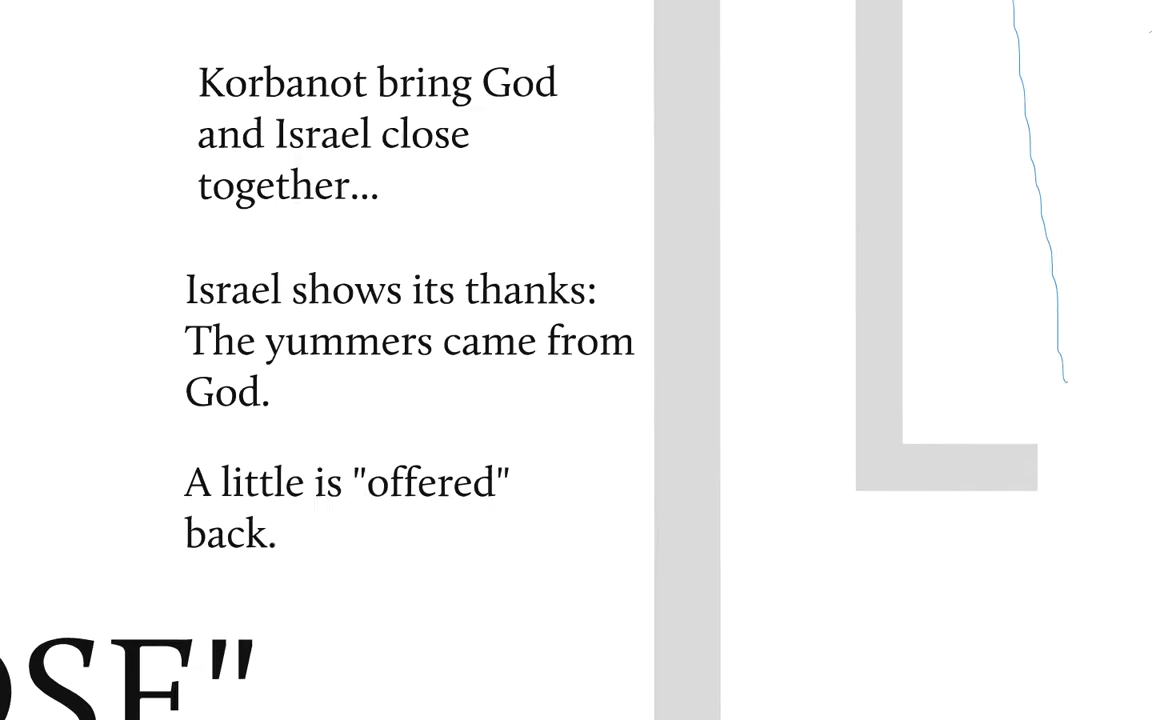 Korbanot bring God
and Israel close
together...
Israel shows its thanks:
The yummers came from
God.
A little is "offered"
back.
OSE"